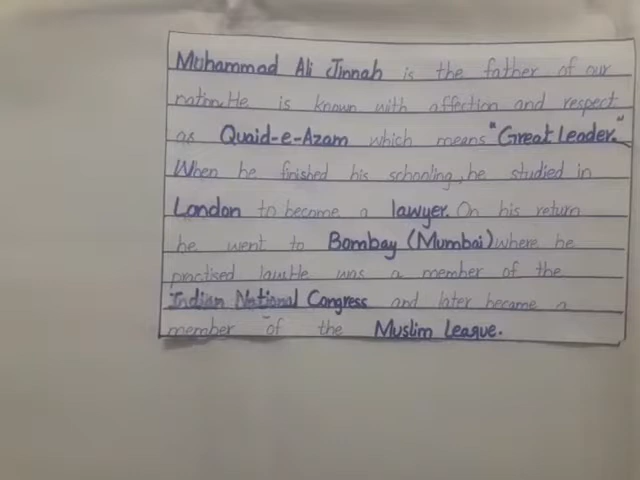 Muhammad Ali Jinnah is the father of our
nation. He is known with affection and respect
as Quaid-e-Azam which means "Great Leader."
When he finished his schooling, he studied in
London to become a lawyer. On his return
he went to Bombay (Mumbai) where he
practised law. He was a member of the
Indian National Congress and later became a
member of the Muslim League.